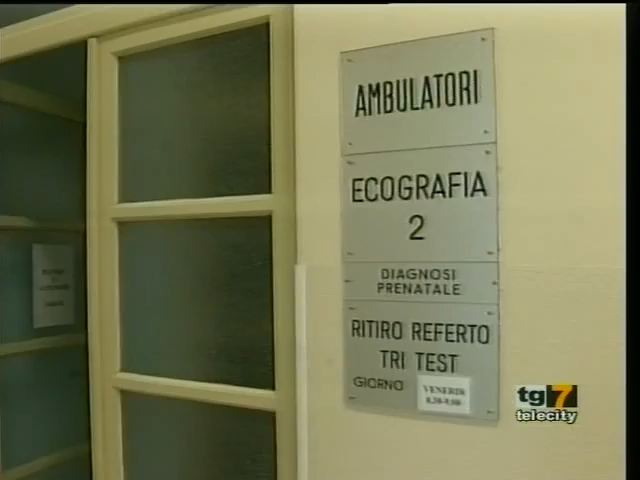 AMBULATORI
ECOGRAFIA
2
DIAGNOSI
PRENATALE
RITIRO REFERTO
TRI TEST
GIORNO VENERDI
tg7
telecity